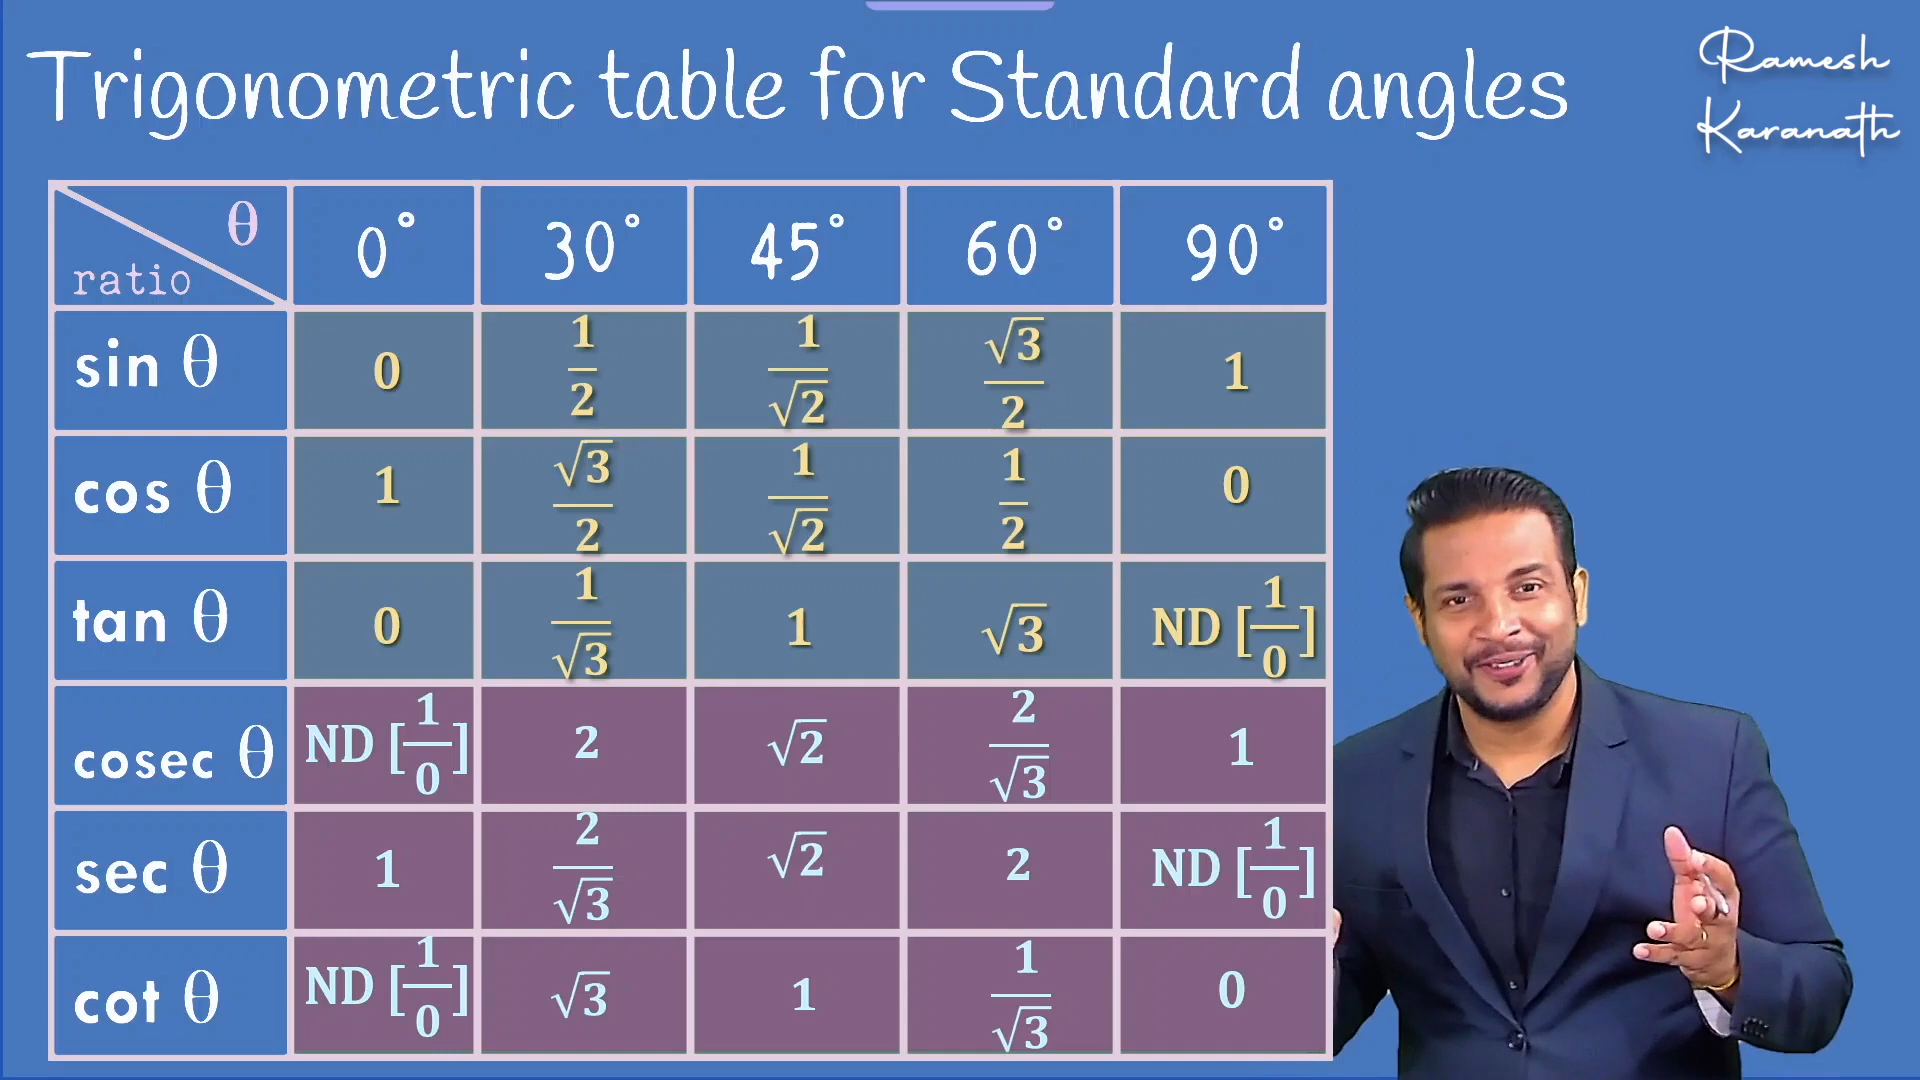 Trigonometric table for Standard angles
Ramesh
Karanath
θ
ratio
0° 30° 45° 60° 90°
sin θ 0 1/2 1/√2 √3/2 1
cos θ 1 √3/2 1/√2 1/2 0
tan θ 0 1/√3 1 √3 ND [1/0]
cosec θ ND [1/0] 2 √2 2/√3 1
sec θ 1 2/√3 √2 2 ND [1/0]
cot θ ND [1/0] √3 1 1/√3 0